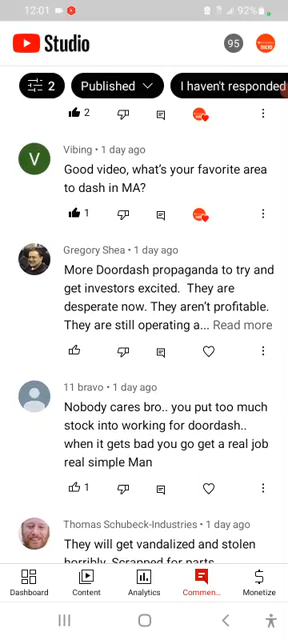 12:01
92%
Studio
95
2
Published
I haven't responded
2
Vibing • 1 day ago
Good video, what's your favorite area
to dash in MA?
1
V
Gregory Shea • 1 day ago
More Doordash propaganda to try and
get investors excited.  They are
desperate now. They aren't profitable.
They are still operating a... Read more
11 bravo • 1 day ago
Nobody cares bro.. you put too much
stock into working for doordash..
when it gets bad you go get a real job
real simple Man
1
Thomas Schubeck-Industries • 1 day ago
They will get vandalized and stolen
horribly. Scrapped for parts
Dashboard
Content
Analytics
Commen...
Monetize